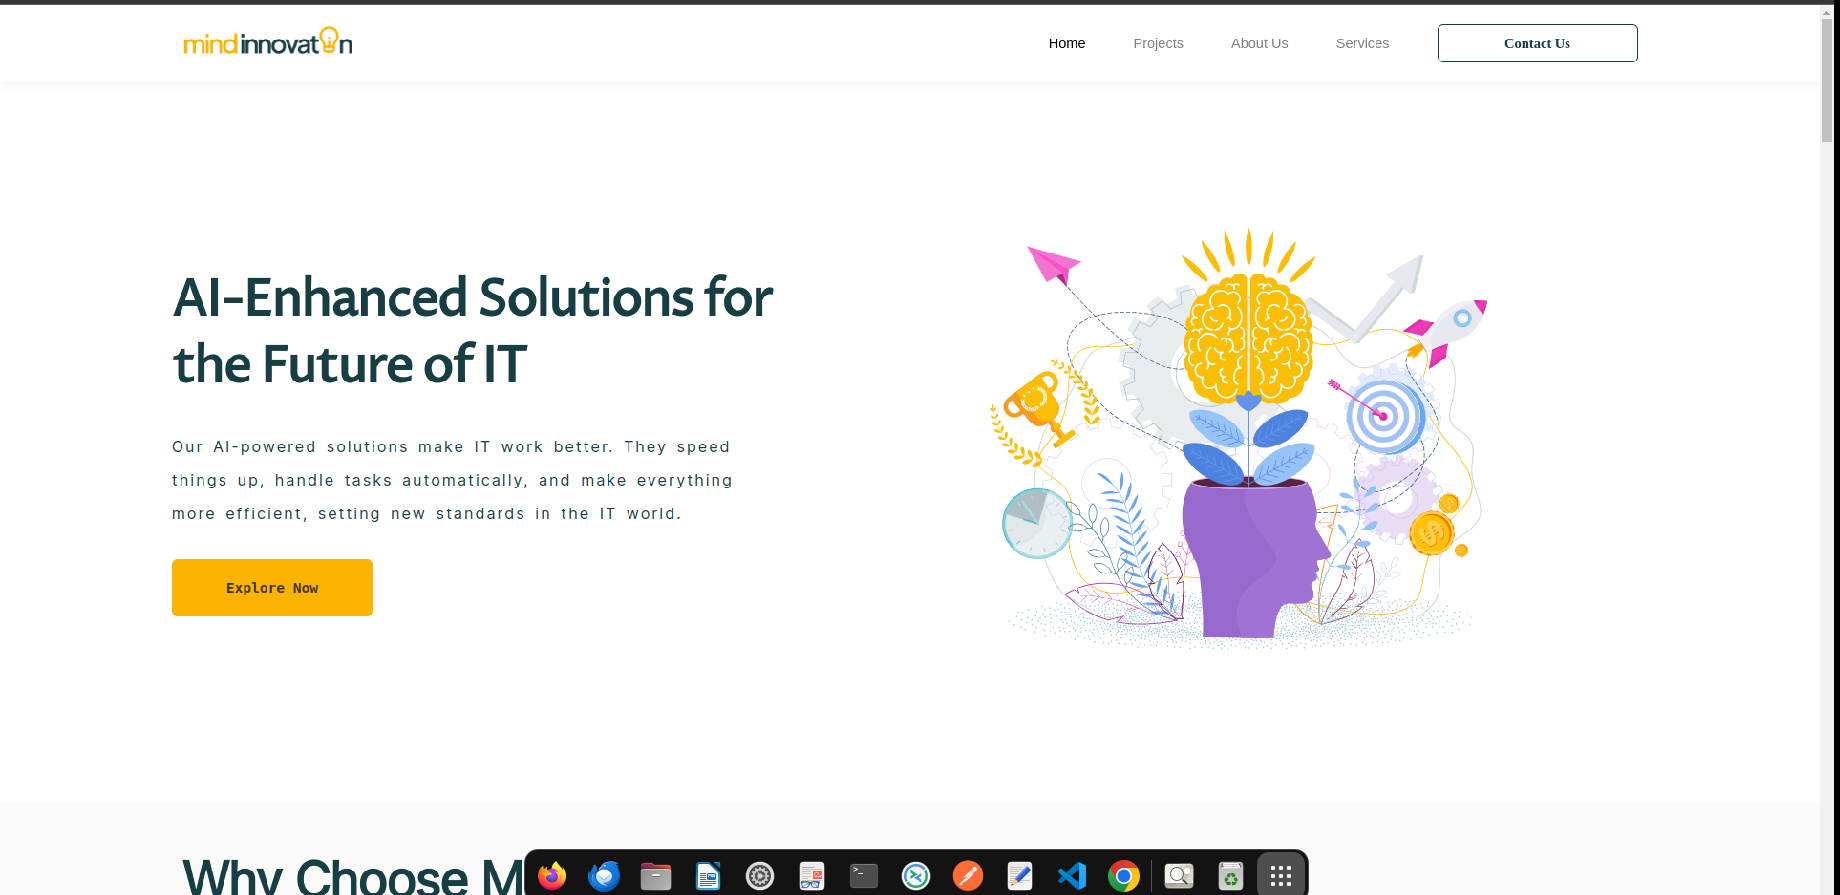 mindinnovation
Home
Projects
About Us
Services
Contact Us
AI-Enhanced Solutions for
the Future of IT
Our AI-powered solutions make IT work better. They speed
things up, handle tasks automatically, and make everything
more efficient, setting new standards in the IT world.
Explore Now
Why Choose M